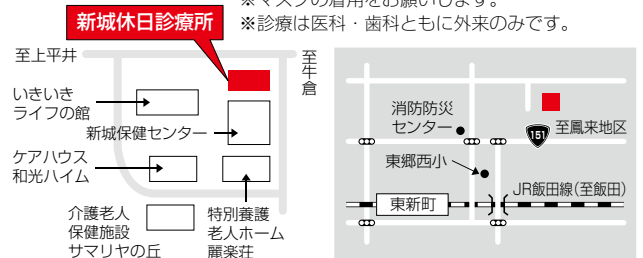 ※マスクの着用をお願いします。
※診療は医科・歯科ともに外来のみです。
新城休日診療所
至上平井
至牛倉
いきいき
ライフの館
新城保健センター
ケアハウス
和光ハイム
介護老人
保健施設
サマリヤの丘
特別養護
老人ホーム
麗楽荘
消防防災
センター
151
至鳳来地区
東郷西小
JR飯田線(至飯田)
東新町